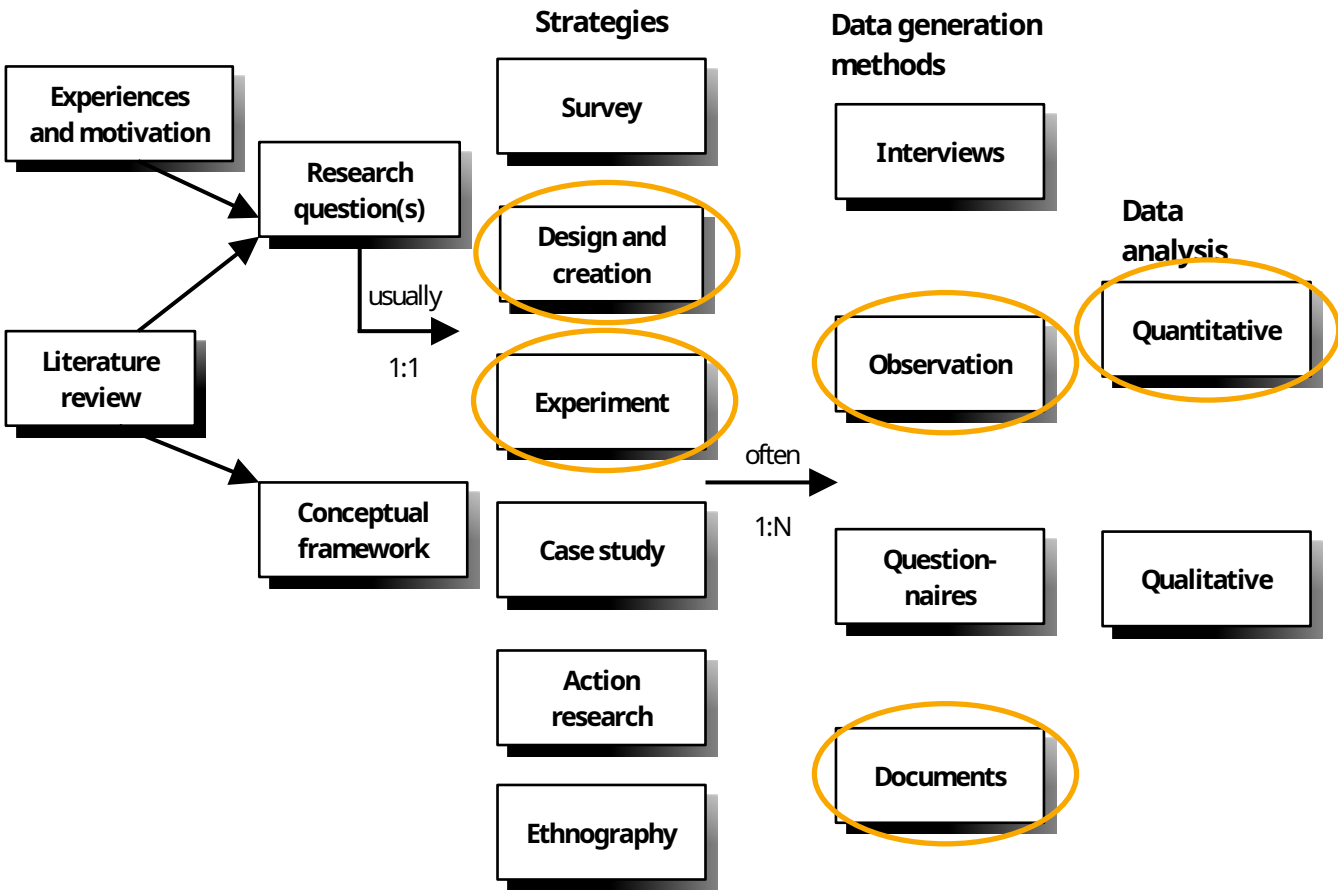 Strategies
Data generation
methods
Experiences
and motivation
Survey
Interviews
Research
question(s)
Data
analysis
Design and
creation
usually
1:1
Quantitative
Literature
review
Observation
Experiment
often
1:N
Conceptual
framework
Case study
Question-
naires
Qualitative
Action
research
Documents
Ethnography